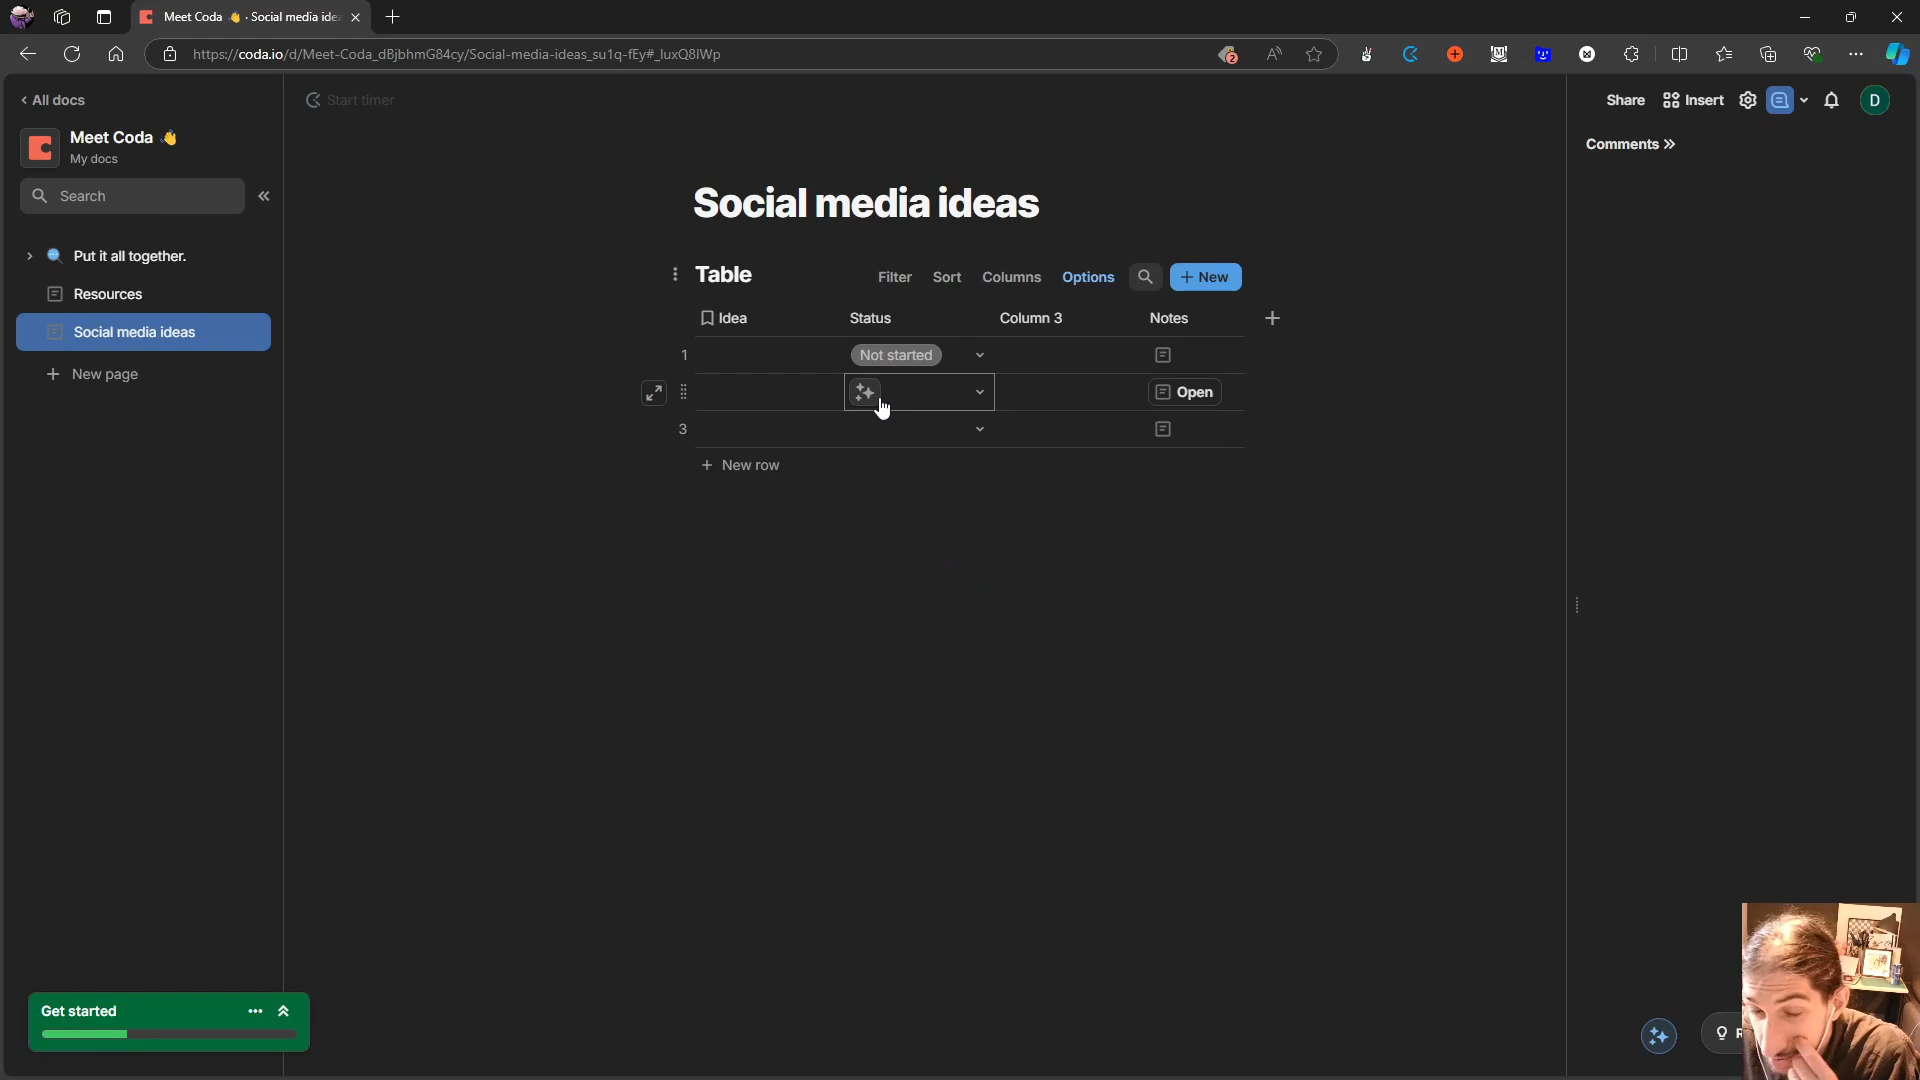 Meet Coda 👋 · Social media ide
https://coda.io/d/Meet-Coda_dBjbhmG84cy/Social-media-ideas_su1q-fEy#_luxQ8lWp
2
All docs
Start timer
Share
Insert
D
Meet Coda 👋
My docs
Comments
Search
Social media ideas
Put it all together.
Table
Filter
Sort
Columns
Options
New
Resources
Idea
Status
Column 3
Notes
Social media ideas
1
Not started
New page
Open
3
New row
Get started